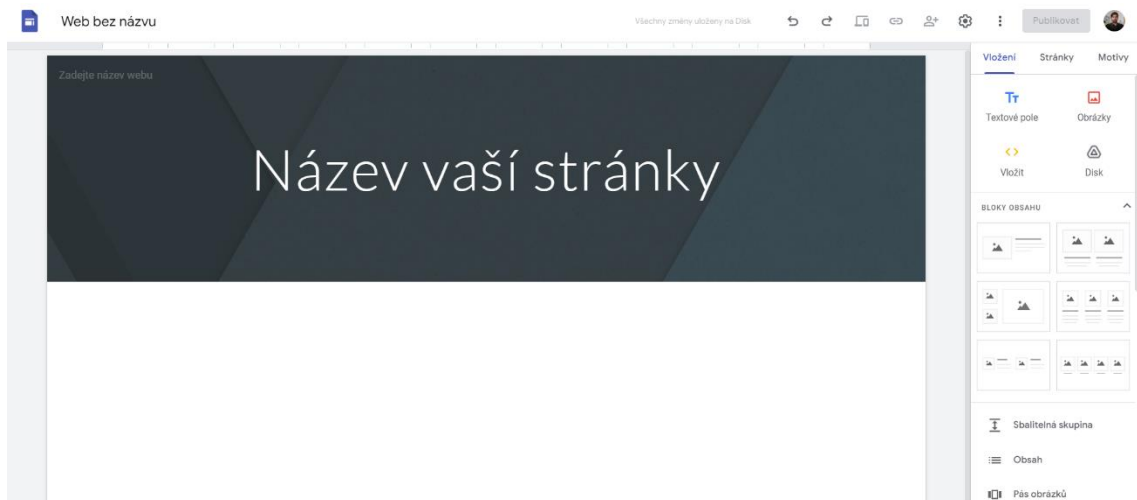 Web bez názvu
Všechny změny uloženy na Disk
Publikovat
Zadejte název webu
Název vaší stránky
Vložení
Stránky
Motivy
Textové pole
Obrázky
Vložit
Disk
BLOKY OBSAHU
Sbalitelná skupina
Obsah
Pás obrázků